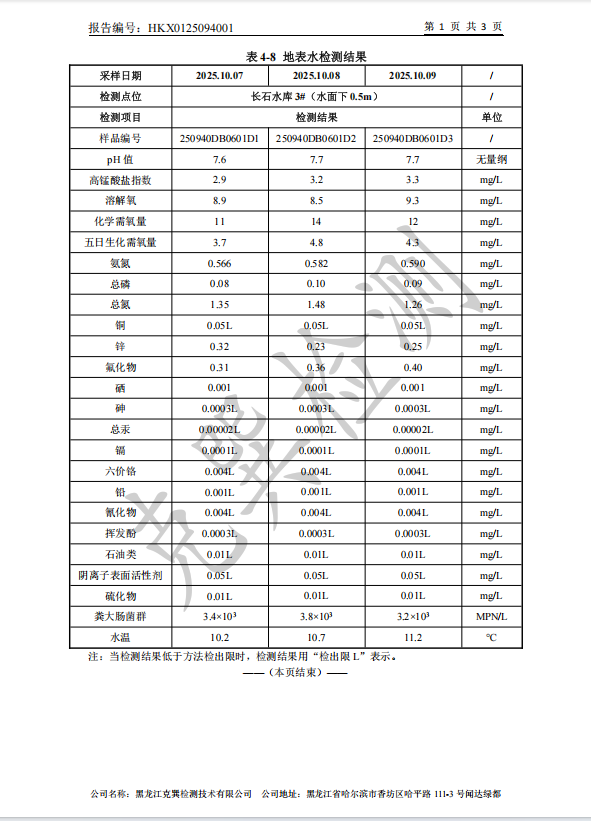 报告编号：HKX0125094001 第 1 页 共 3 页
表 4-8 地表水检测结果
采样日期 2025.10.07 2025.10.08 2025.10.09 /
检测点位 长石水库 3#（水面下 0.5m） /
检测项目 检测结果 单位
样品编号 250940DB0601D1 250940DB0601D2 250940DB0601D3 /
pH 值 7.6 7.7 7.7 无量纲
高锰酸盐指数 2.9 3.2 3.3 mg/L
溶解氧 8.9 8.5 9.3 mg/L
化学需氧量 11 14 12 mg/L
五日生化需氧量 3.7 4.8 4.3 mg/L
氨氮 0.566 0.582 0.590 mg/L
总磷 0.08 0.10 0.09 mg/L
总氮 1.35 1.48 1.26 mg/L
铜 0.05L 0.05L 0.05L mg/L
锌 0.32 0.23 0.25 mg/L
氟化物 0.31 0.36 0.40 mg/L
硒 0.001 0.001 0.001 mg/L
砷 0.0003L 0.0003L 0.0003L mg/L
总汞 0.00002L 0.00002L 0.00002L mg/L
镉 0.0001L 0.0001L 0.0001L mg/L
六价铬 0.004L 0.004L 0.004L mg/L
铅 0.001L 0.001L 0.001L mg/L
氰化物 0.004L 0.004L 0.004L mg/L
挥发酚 0.0003L 0.0003L 0.0003L mg/L
石油类 0.01L 0.01L 0.01L mg/L
阴离子表面活性剂 0.05L 0.05L 0.05L mg/L
硫化物 0.01L 0.01L 0.01L mg/L
粪大肠菌群 3.4×10³ 3.8×10³ 3.2×10³ MPN/L
水温 10.2 10.7 11.2 ℃
注：当检测结果低于方法检出限时，检测结果用“检出限 L”表示。
——（本页结束）——
克巽检测
公司名称：黑龙江克巽检测技术有限公司 公司地址：黑龙江省哈尔滨市香坊区哈平路 111-3 号闻达绿都